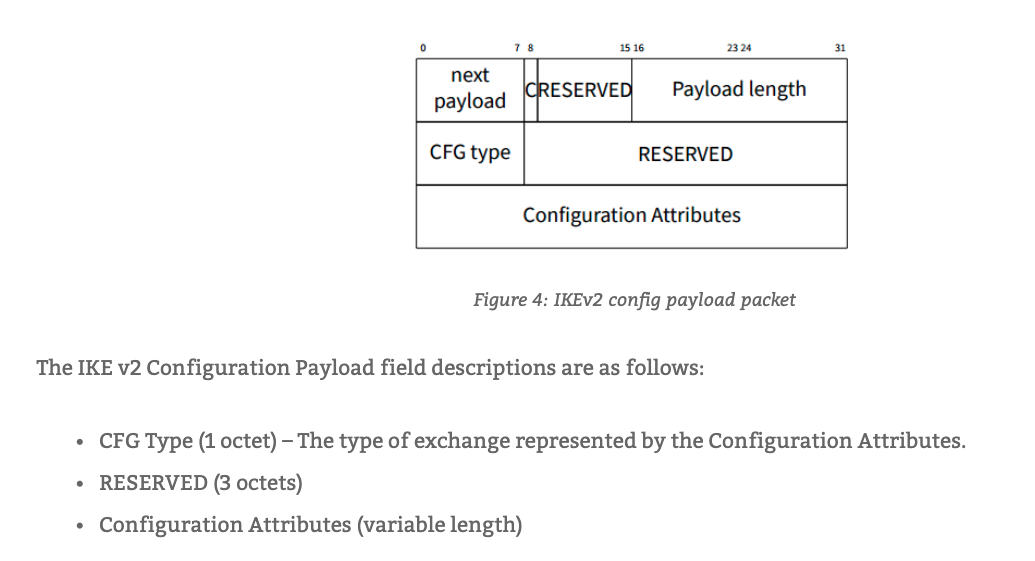 0 7 8 15 16 23 24 31
next
payload
C RESERVED Payload length
CFG type RESERVED
Configuration Attributes
Figure 4: IKEv2 config payload packet
The IKE v2 Configuration Payload field descriptions are as follows:
• CFG Type (1 octet) – The type of exchange represented by the Configuration Attributes.
• RESERVED (3 octets)
• Configuration Attributes (variable length)